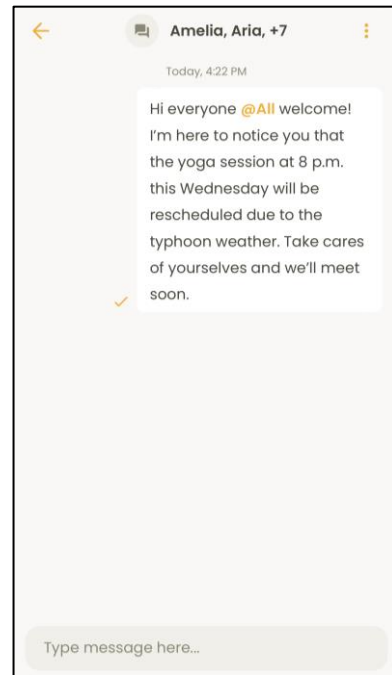 Amelia, Aria, +7
Today, 4:22 PM
Hi everyone @All welcome!
I'm here to notice you that
the yoga session at 8 p.m.
this Wednesday will be
rescheduled due to the
typhoon weather. Take cares
of yourselves and we'll meet
soon.
Type message here...